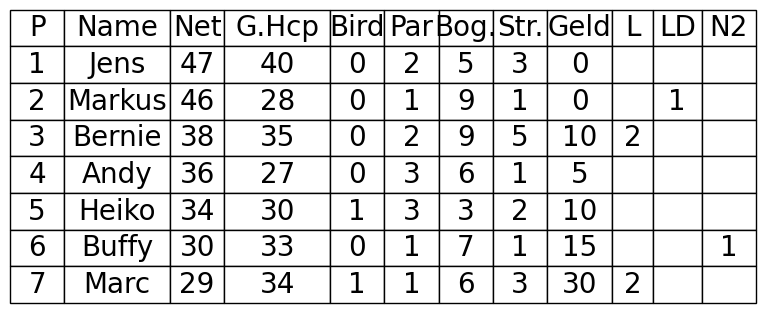 P Name Net G.Hcp Bird Par Bog. Str. Geld L LD N2
1 Jens 47 40 0 2 5 3 0
2 Markus 46 28 0 1 9 1 0 1
3 Bernie 38 35 0 2 9 5 10 2
4 Andy 36 27 0 3 6 1 5
5 Heiko 34 30 1 3 3 2 10
6 Buffy 30 33 0 1 7 1 15 1
7 Marc 29 34 1 1 6 3 30 2